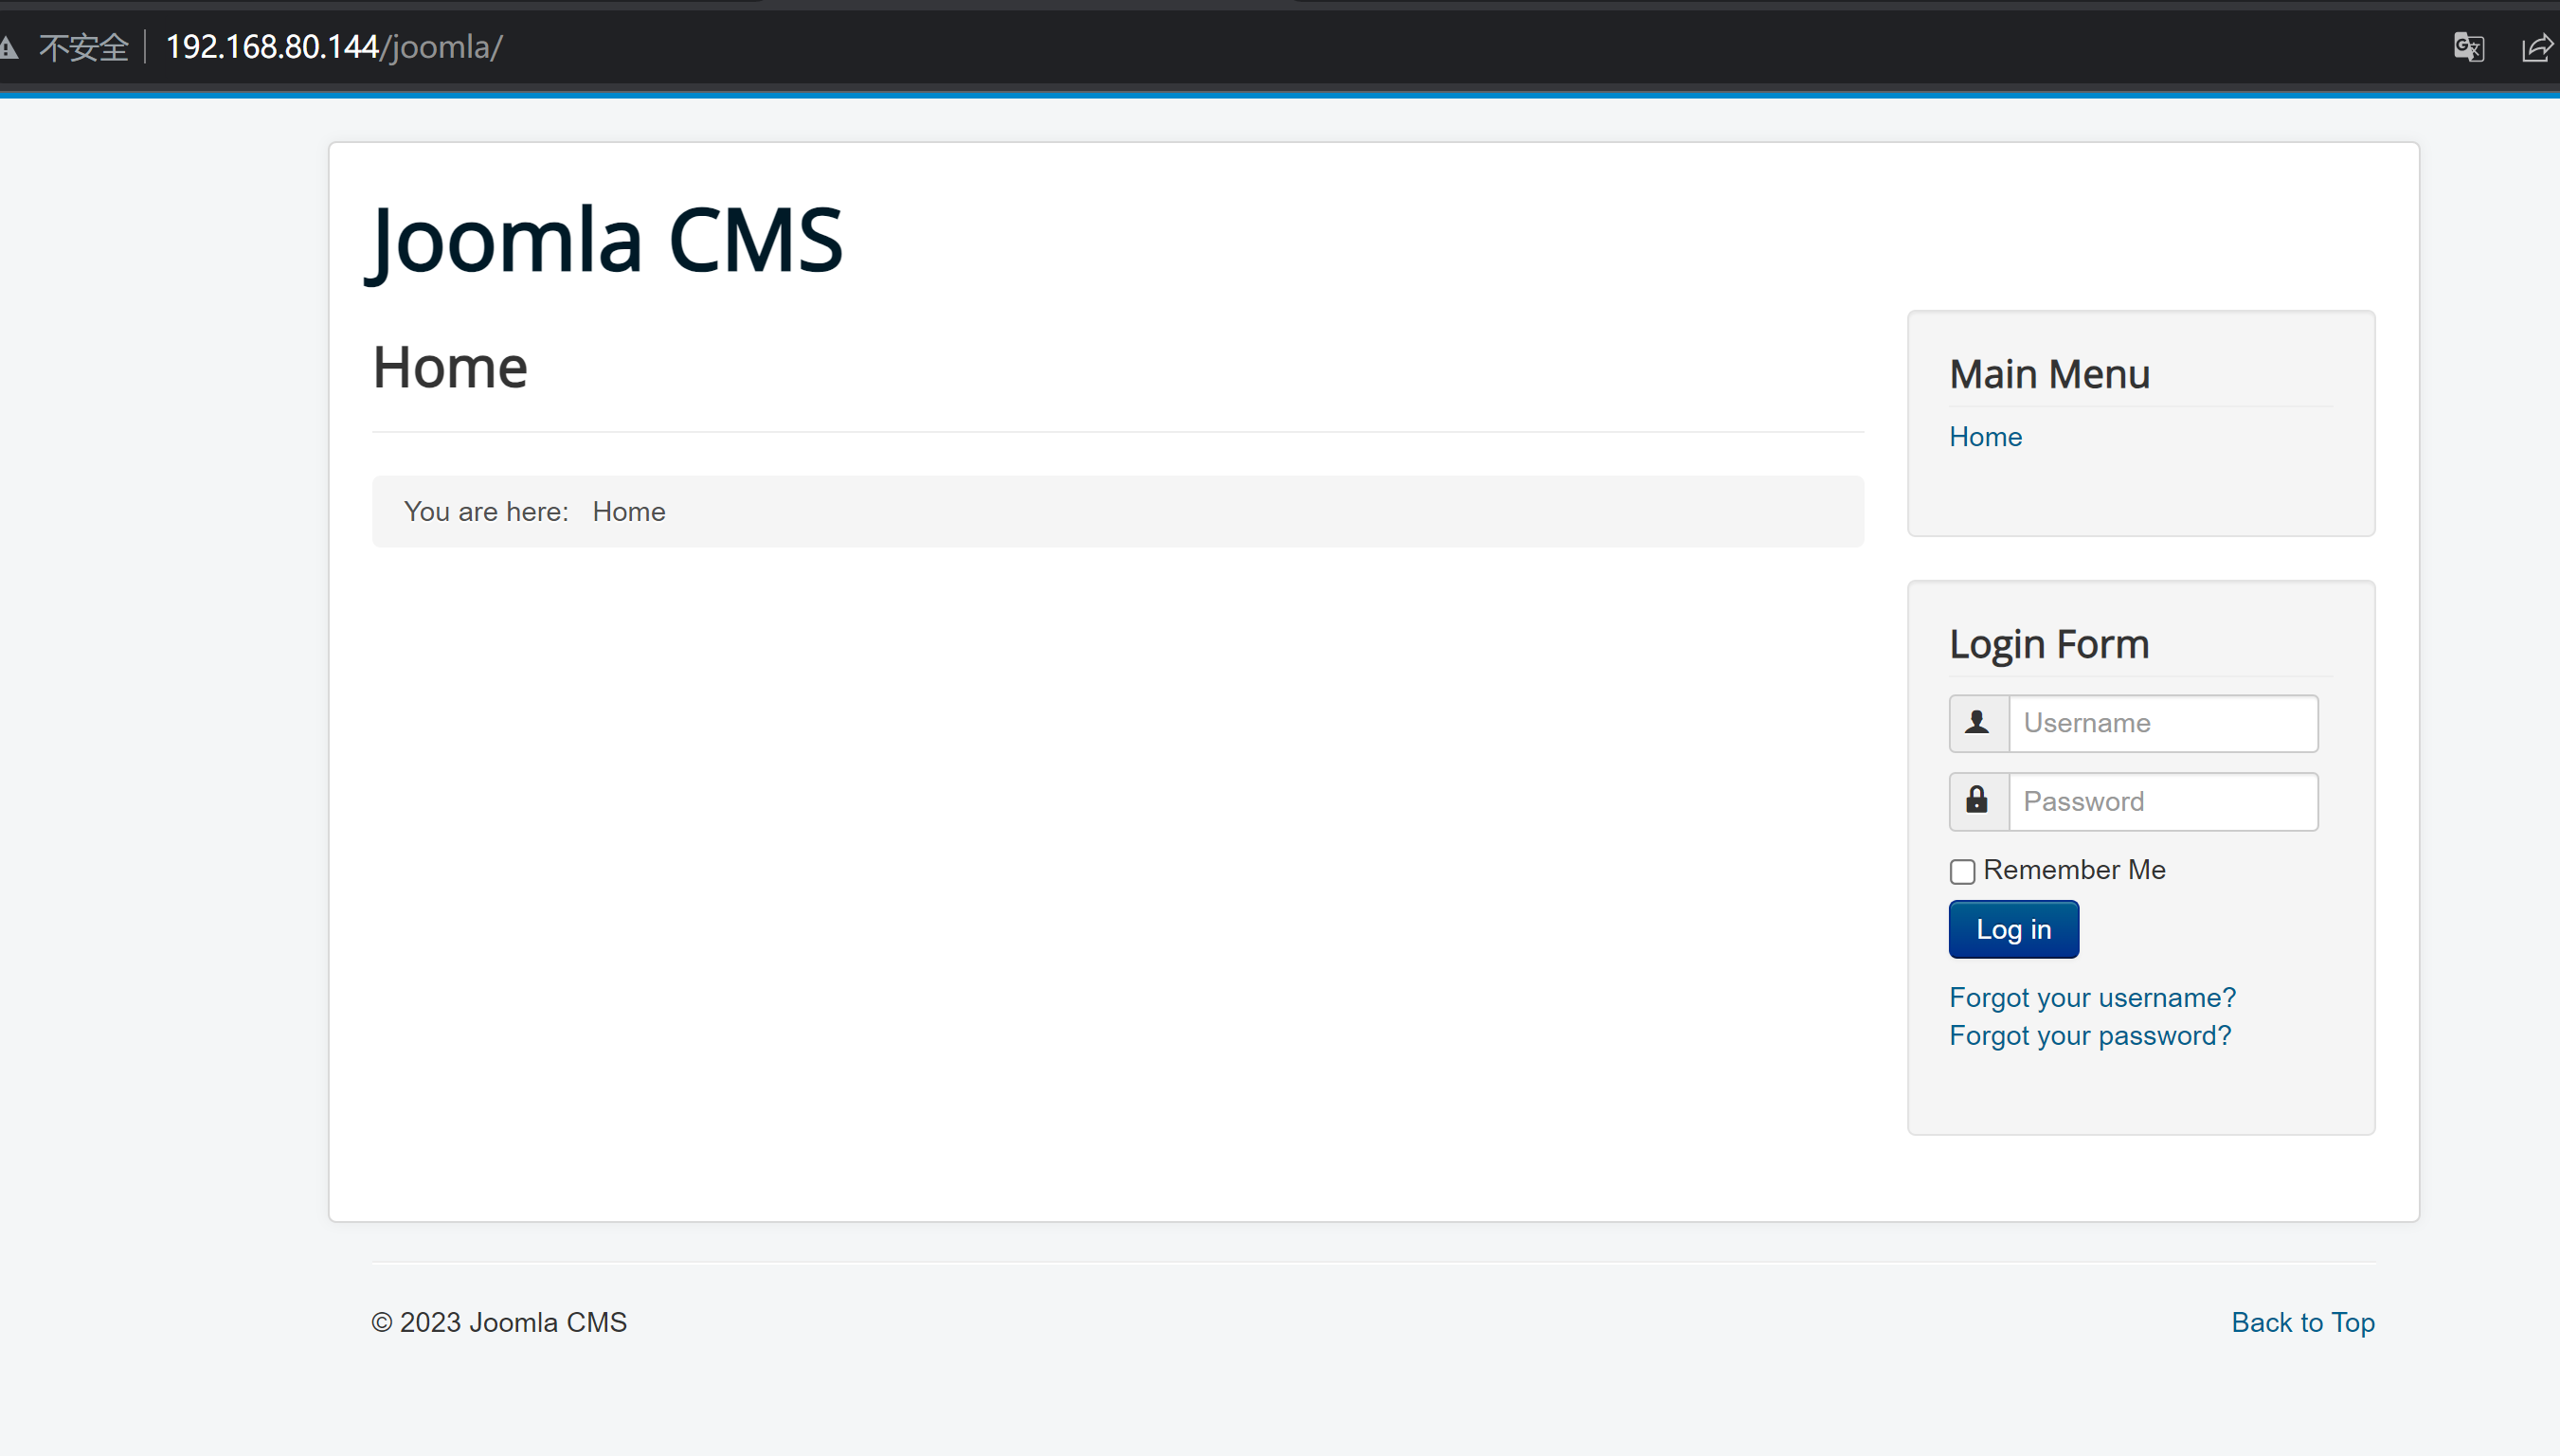 不安全 192.168.80.144/joomla/
Joomla CMS
Home
You are here: Home
Main Menu
Home
Login Form
Username
Password
Remember Me
Log in
Forgot your username?
Forgot your password?
© 2023 Joomla CMS
Back to Top